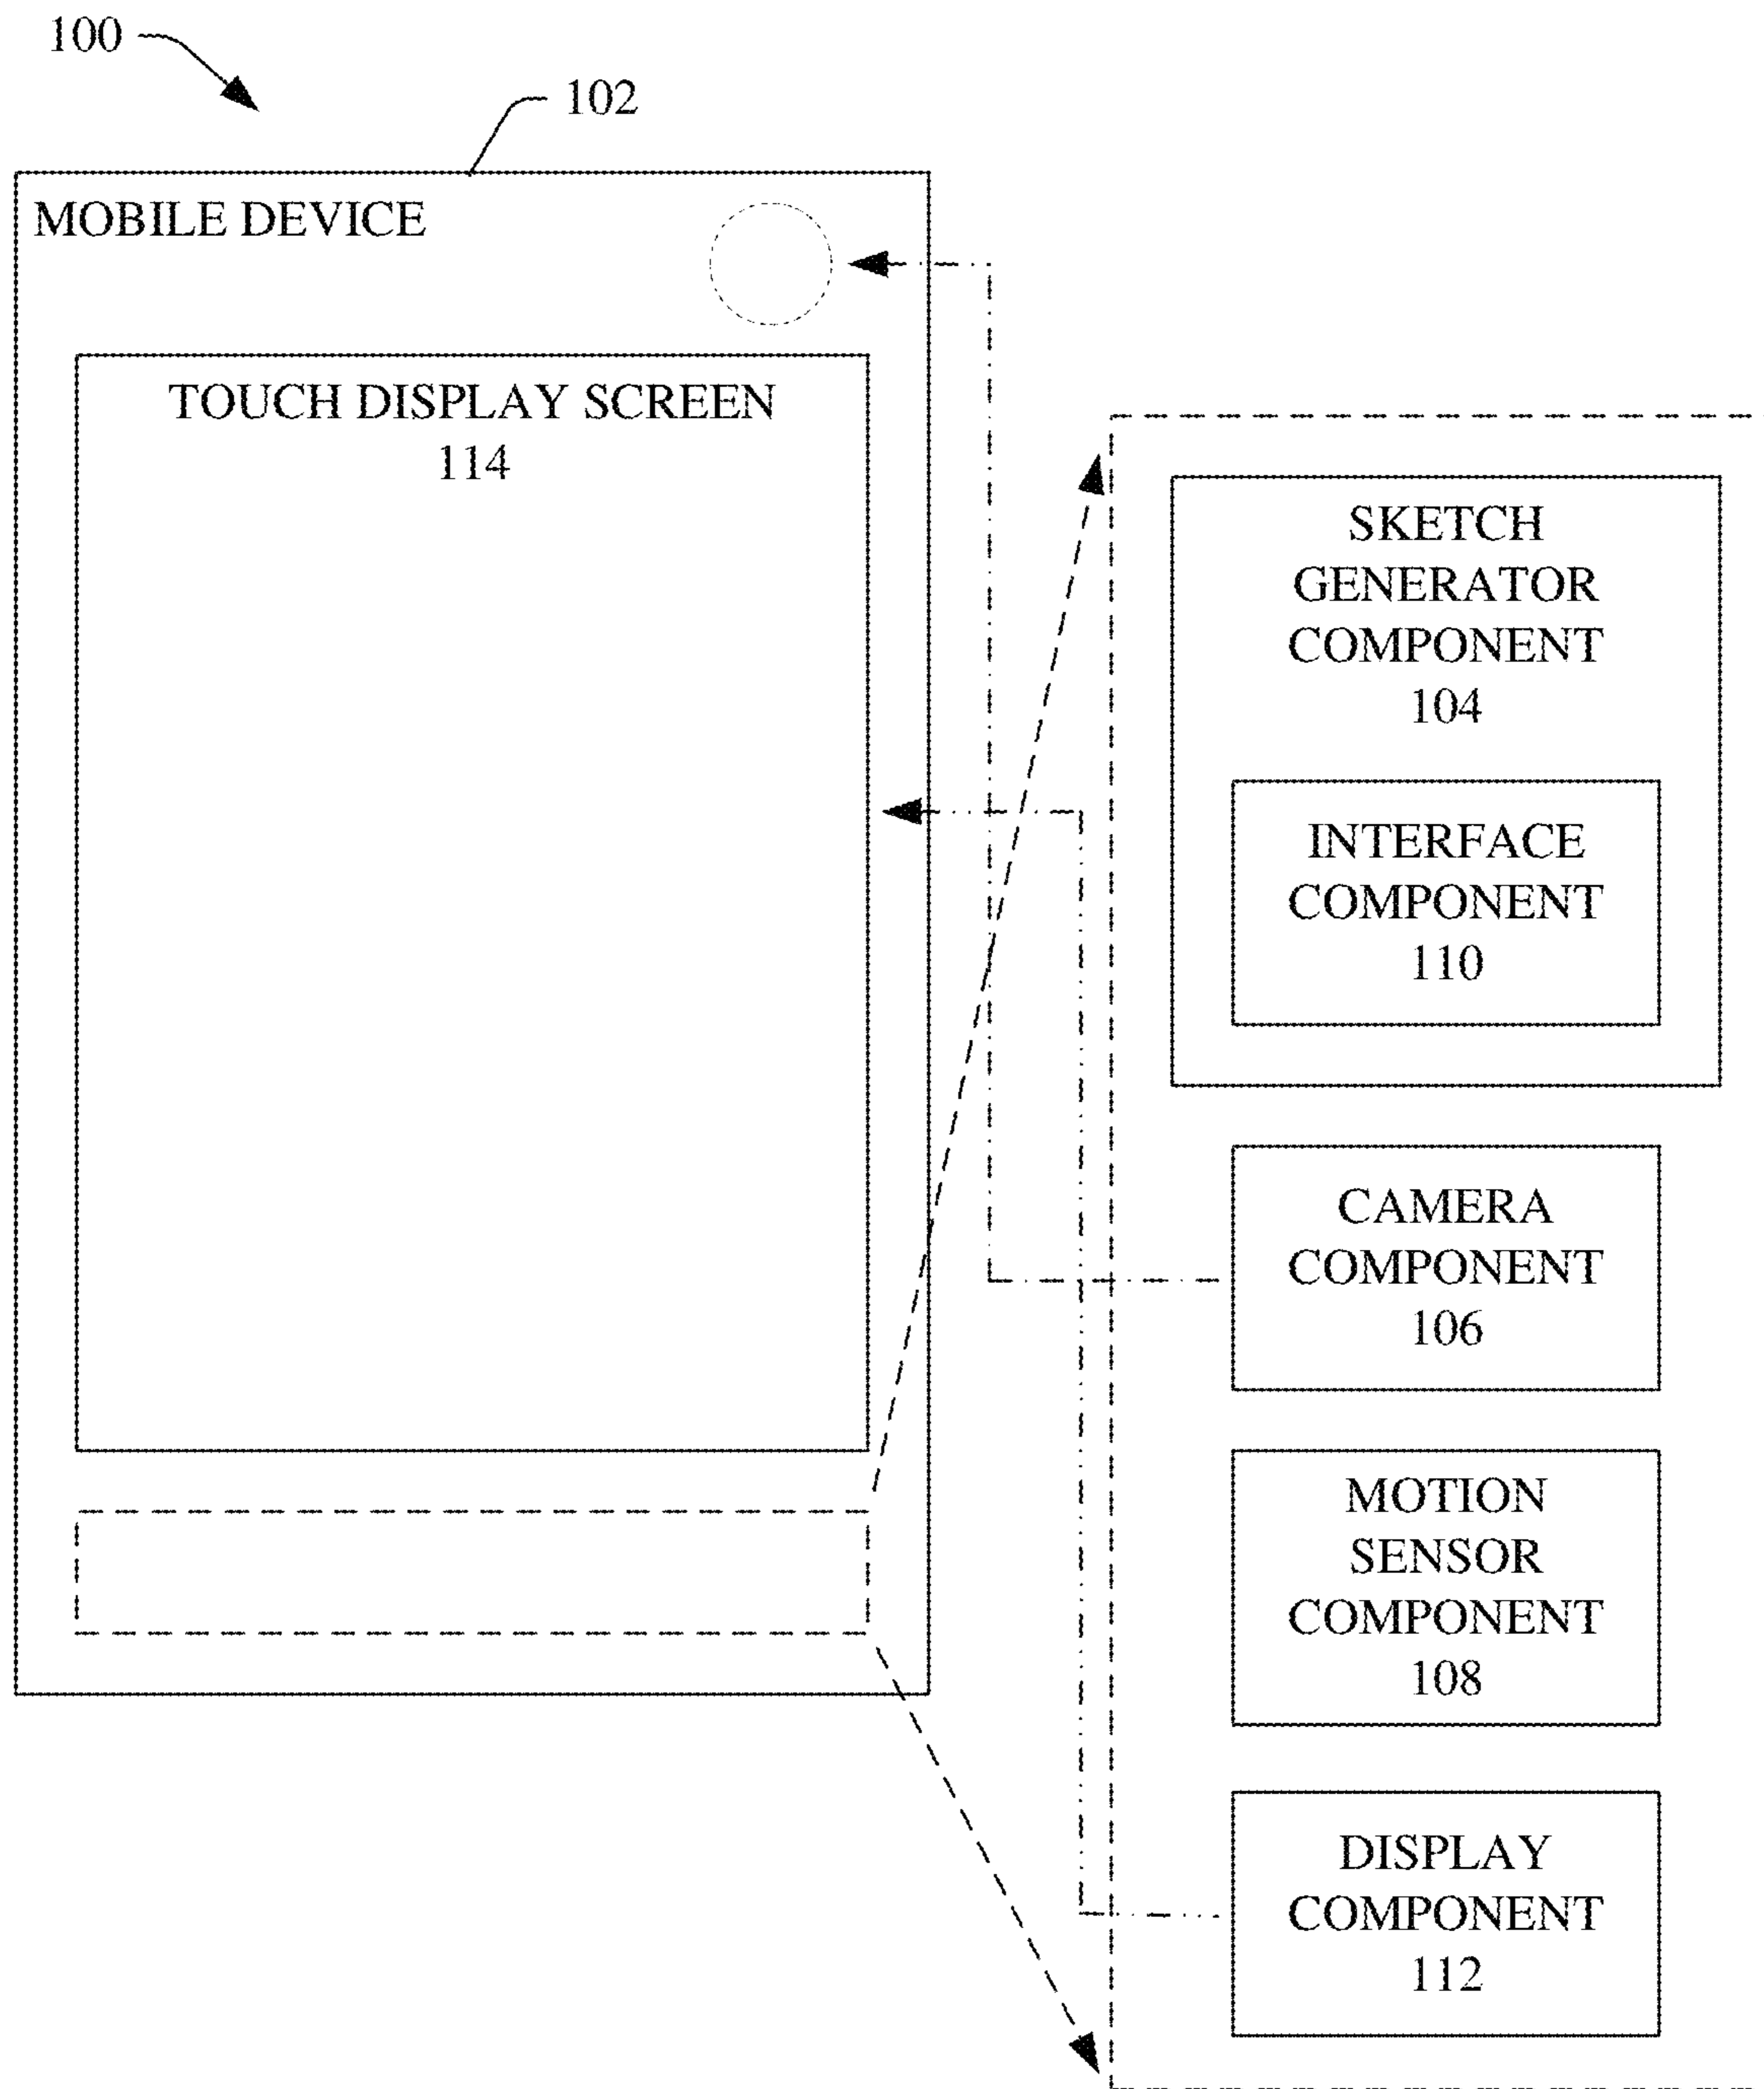 100
102
MOBILE DEVICE
TOUCH DISPLAY SCREEN
114
SKETCH
GENERATOR
COMPONENT
104
INTERFACE
COMPONENT
110
CAMERA
COMPONENT
106
MOTION
SENSOR
COMPONENT
108
DISPLAY
COMPONENT
112